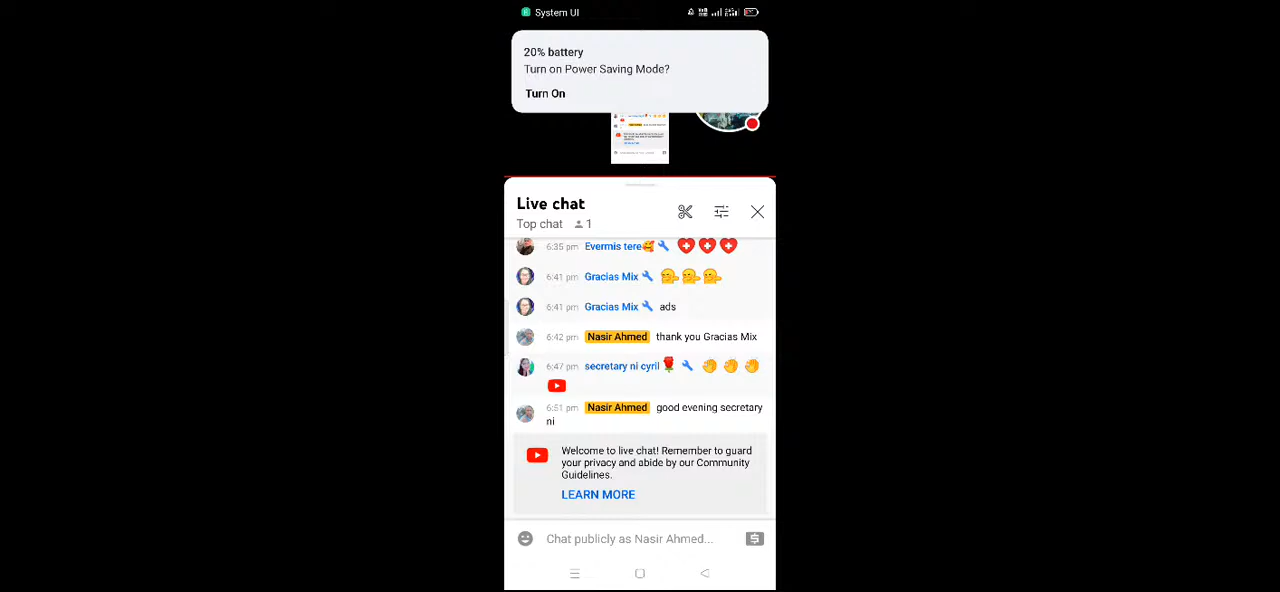 System UI
20% battery
Turn on Power Saving Mode?
Turn On
Live chat
Top chat 1
6:35 pm Evermis tere🥰 
6:41 pm Gracias Mix 
6:41 pm Gracias Mix ads
6:42 pm Nasir Ahmed thank you Gracias Mix
6:47 pm secretary ni cyril🌹 
6:51 pm Nasir Ahmed good evening secretary
ni
Welcome to live chat! Remember to guard
your privacy and abide by our Community
Guidelines.
LEARN MORE
Chat publicly as Nasir Ahmed...